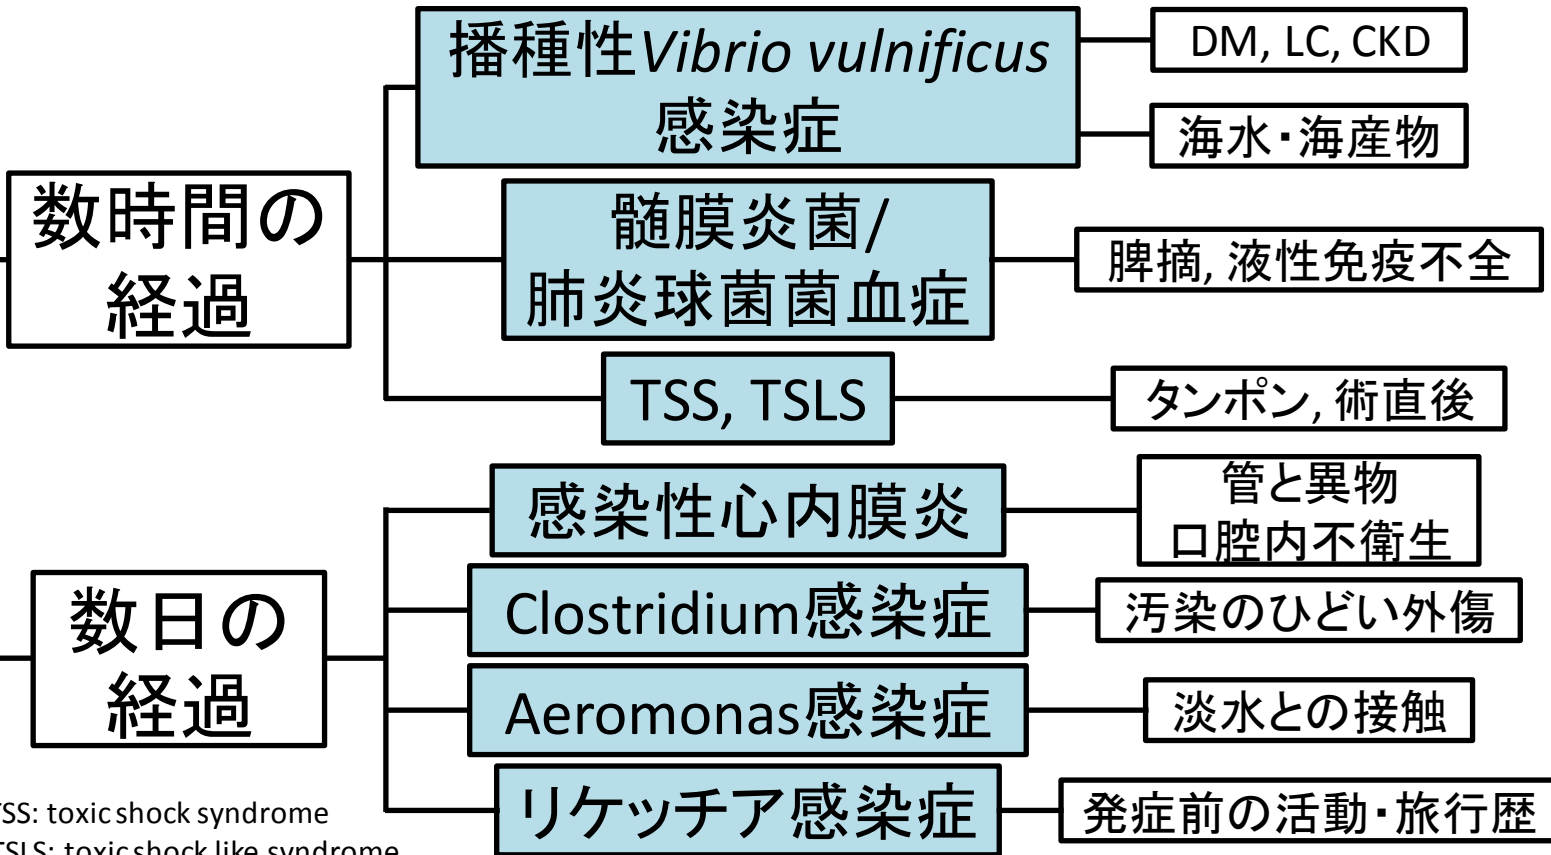 播種性Vibrio vulnificus
感染症
DM, LC, CKD
海水・海産物
数時間の
経過
髄膜炎菌/
肺炎球菌菌血症
脾摘, 液性免疫不全
TSS, TSLS
タンポン, 術直後
感染性心内膜炎
管と異物
口腔内不衛生
数日の
経過
Clostridium感染症
汚染のひどい外傷
Aeromonas感染症
淡水との接触
リケッチア感染症
発症前の活動・旅行歴
TSS: toxic shock syndrome
TSLS: toxic shock like syndrome